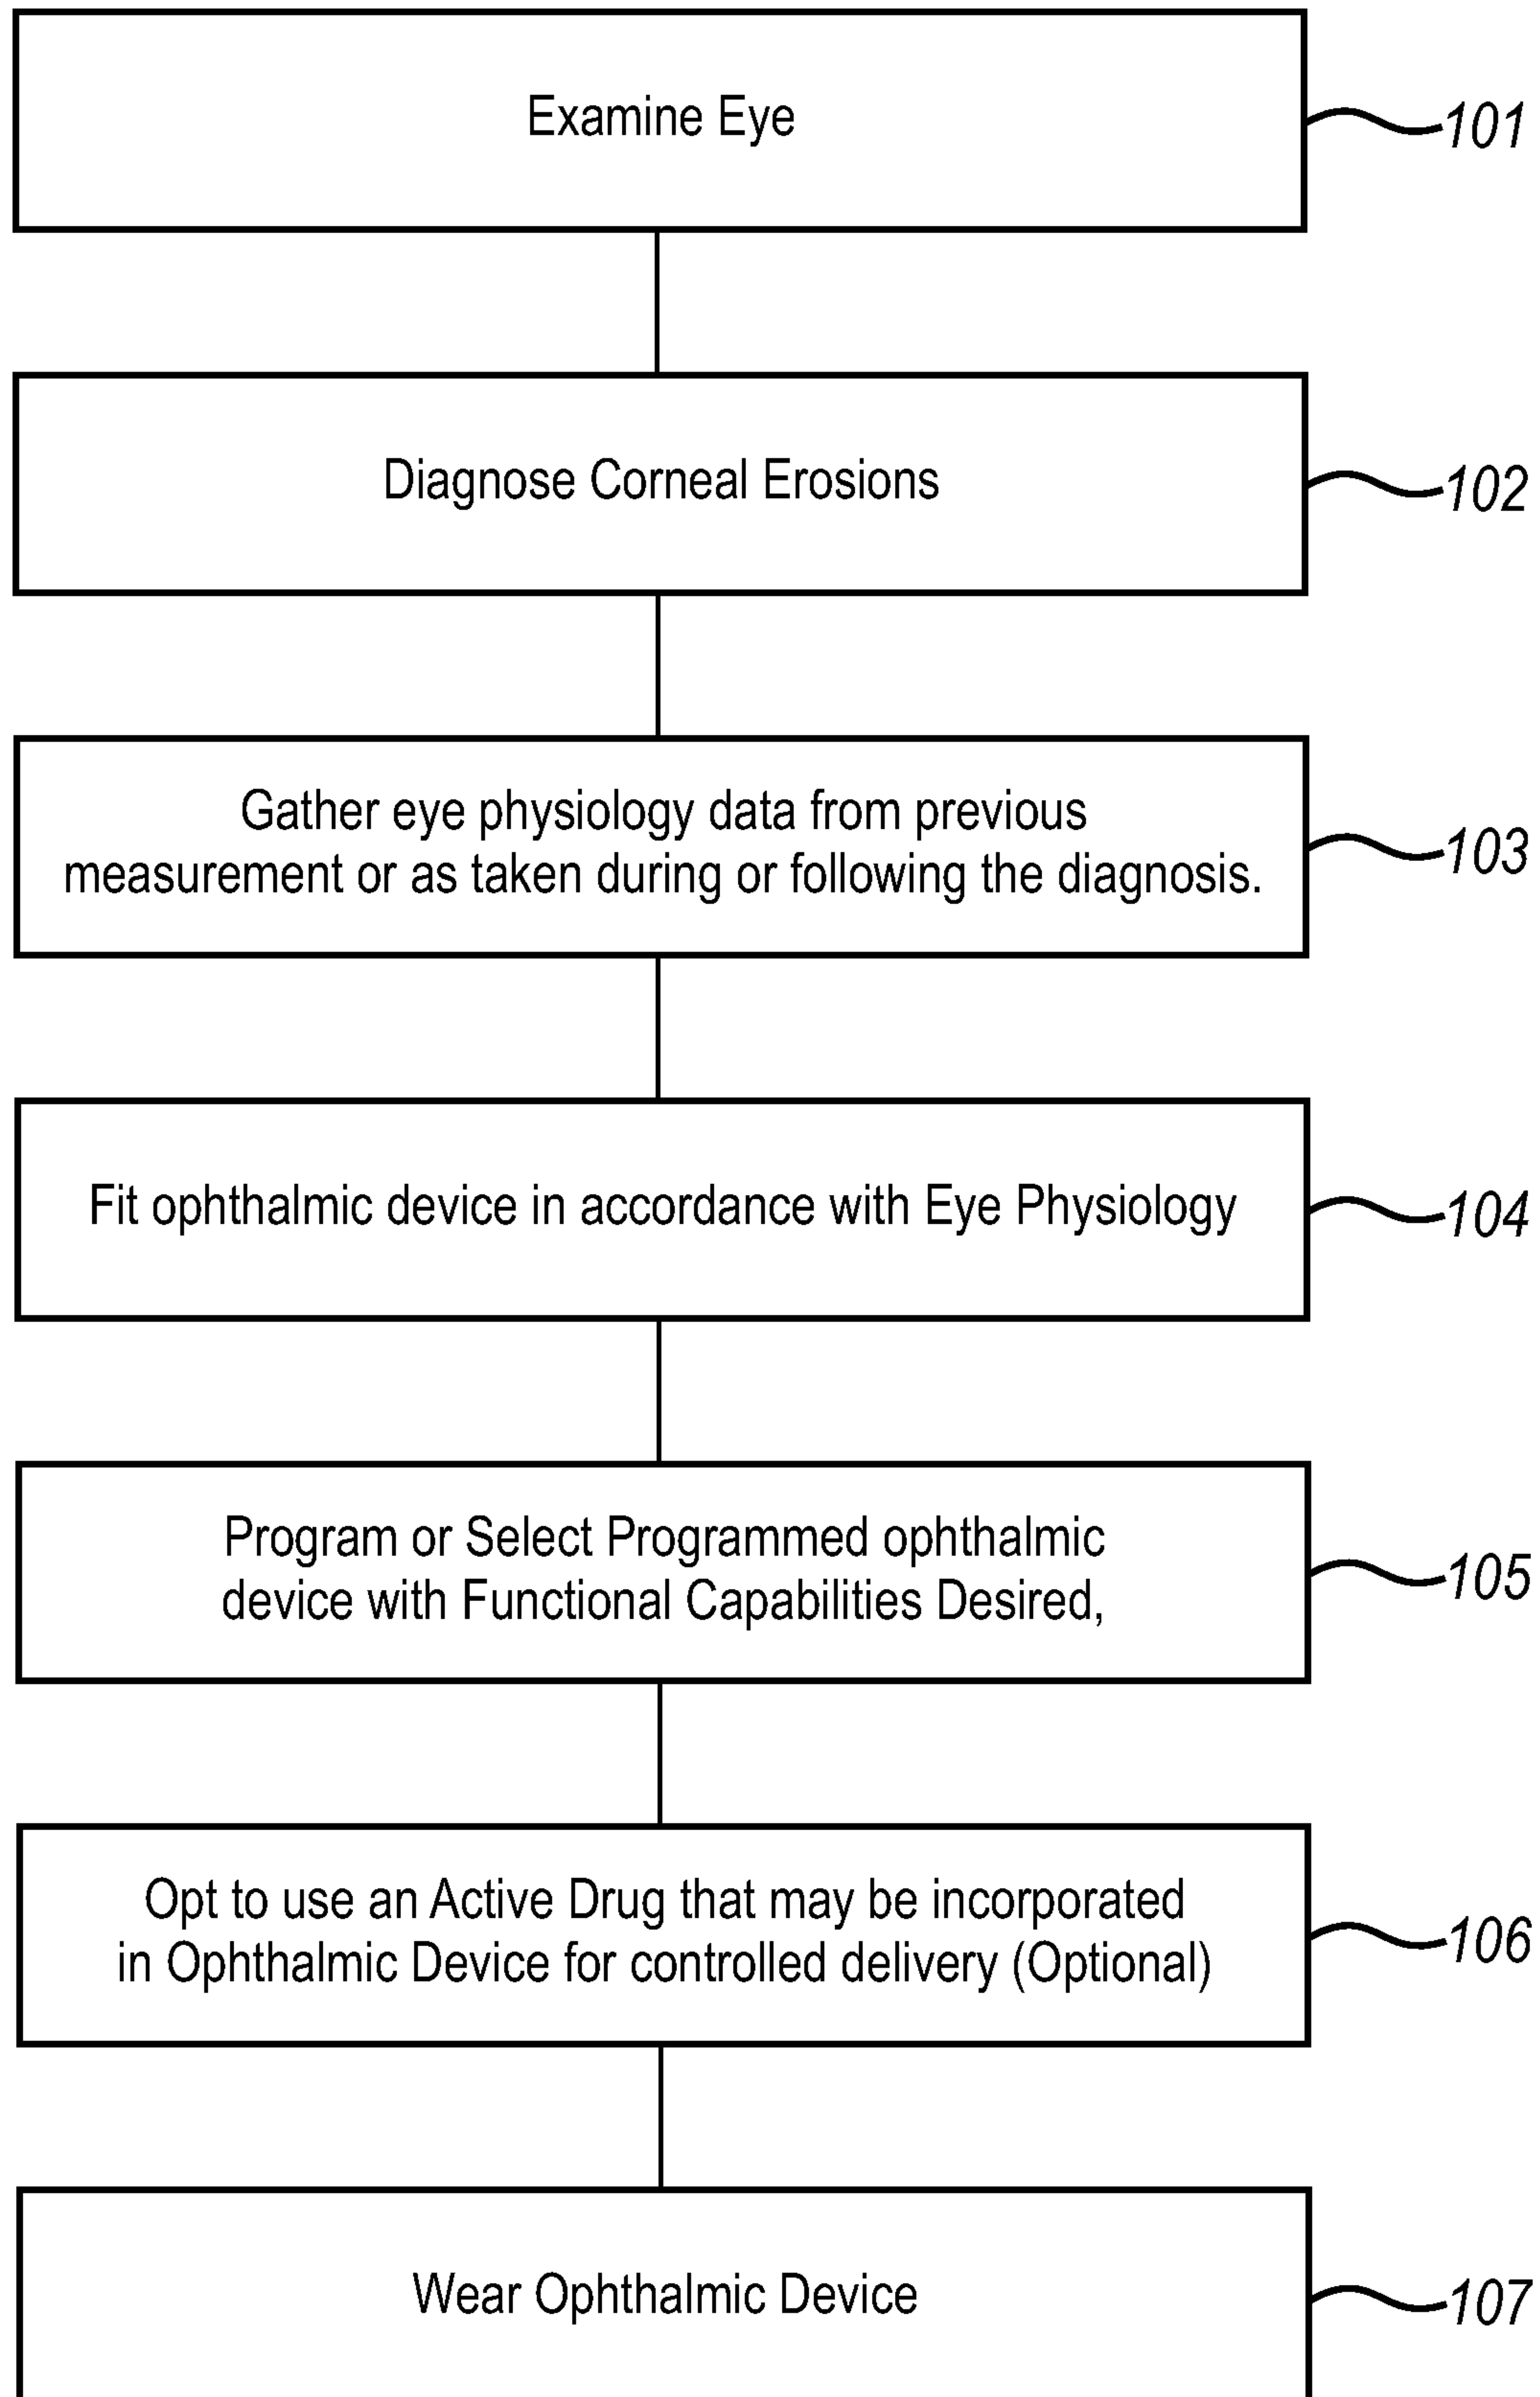 Examine Eye
101
Diagnose Corneal Erosions
102
Gather eye physiology data from previous
measurement or as taken during or following the diagnosis.
103
Fit ophthalmic device in accordance with Eye Physiology
104
Program or Select Programmed ophthalmic
device with Functional Capabilities Desired,
105
Opt to use an Active Drug that may be incorporated
in Ophthalmic Device for controlled delivery (Optional)
106
Wear Ophthalmic Device
107